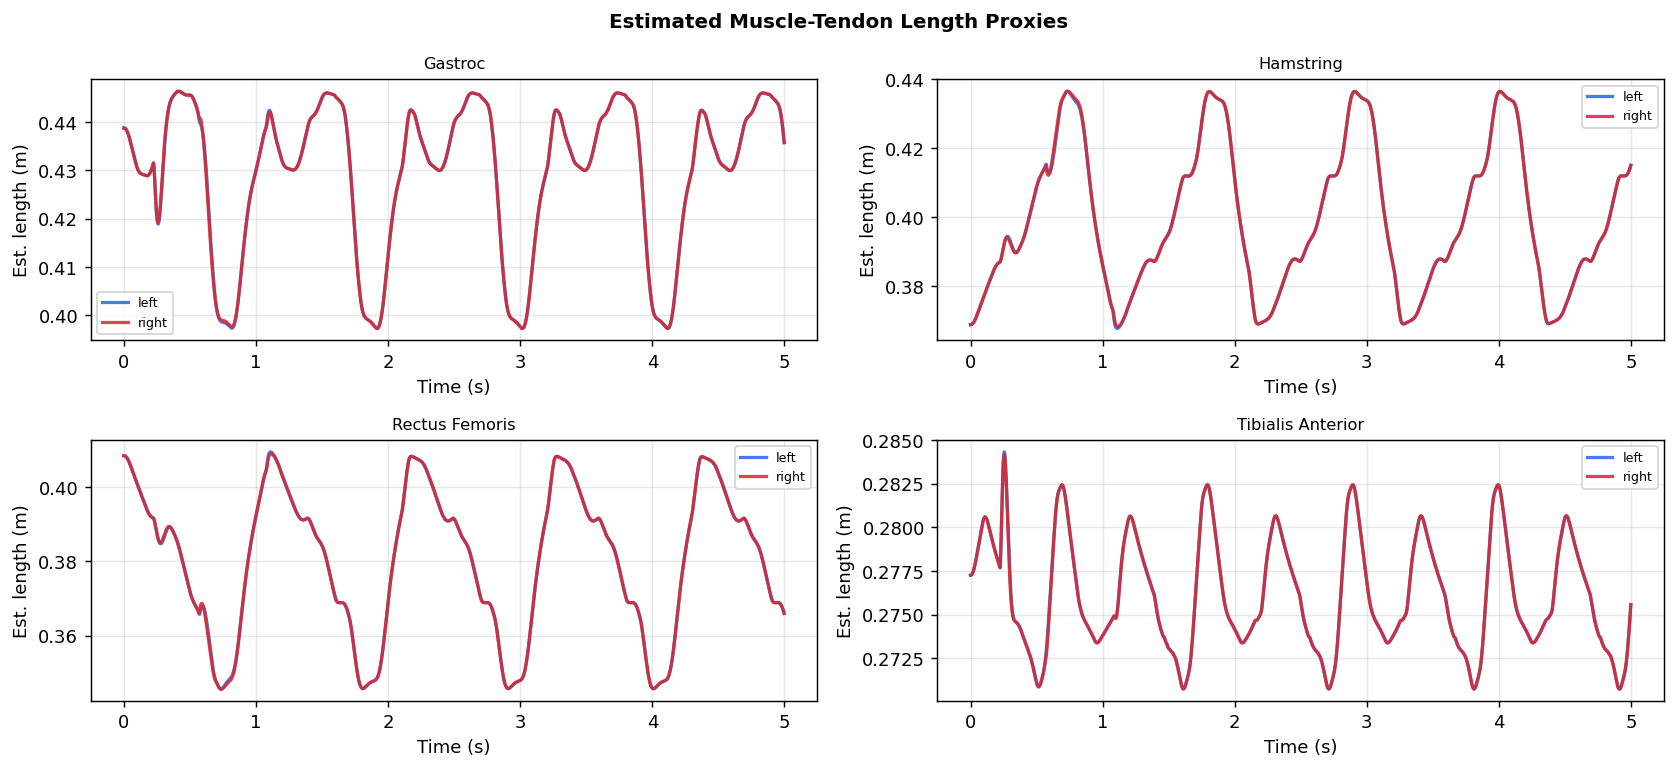 Estimated Muscle-Tendon Length Proxies
Gastroc
Est. length (m)
0.44
0.43
0.42
0.41
0.40
left
right
0 1 2 3 4 5
Time (s)
Hamstring
Est. length (m)
0.44
0.42
0.40
0.38
left
right
0 1 2 3 4 5
Time (s)
Rectus Femoris
Est. length (m)
0.40
0.38
0.36
left
right
0 1 2 3 4 5
Time (s)
Tibialis Anterior
Est. length (m)
0.2850
0.2825
0.2800
0.2775
0.2750
0.2725
left
right
0 1 2 3 4 5
Time (s)